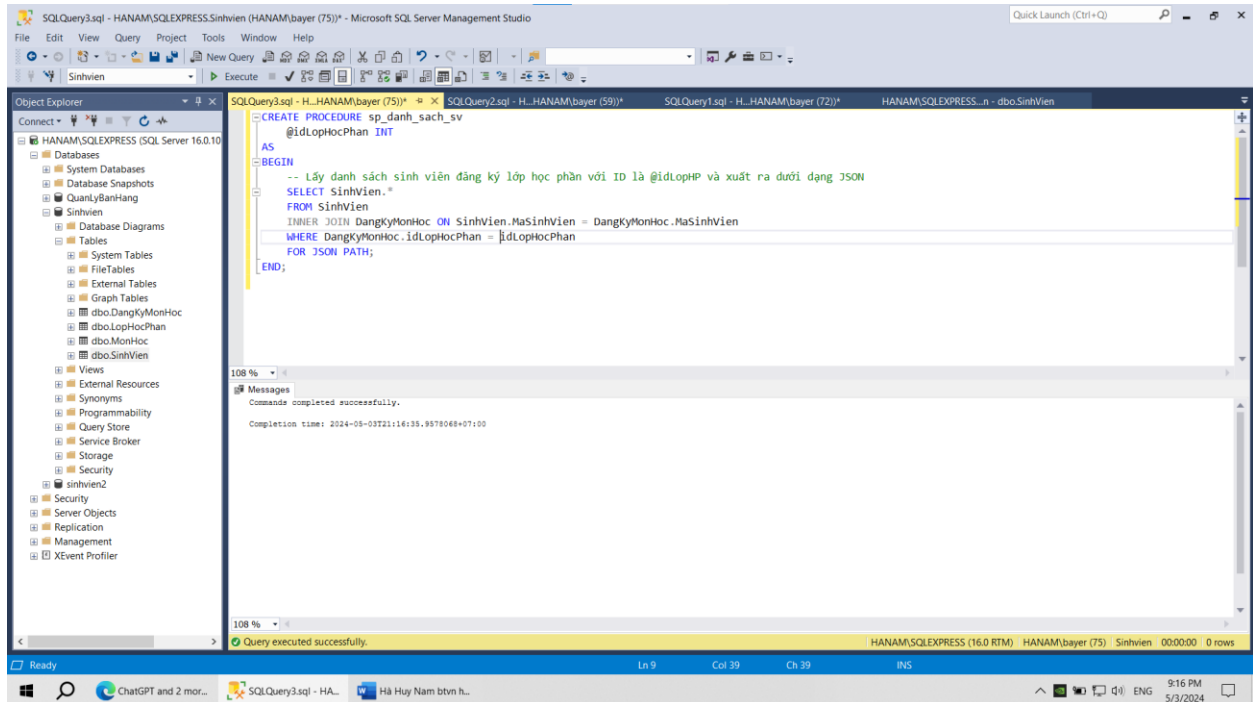 SQLQuery3.sql - HANAM\SQLEXPRESS.Sinhvien (HANAM\bayer (75))* - Microsoft SQL Server Management Studio
Quick Launch (Ctrl+Q)
File Edit View Query Project Tools Window Help
New Query
Sinhvien
Execute
Object Explorer
SQLQuery3.sql - H...HANAM\bayer (75))*
SQLQuery2.sql - H...HANAM\bayer (59))*
SQLQuery1.sql - H...HANAM\bayer (72))*
HANAM\SQLEXPRESS...n - dbo.SinhVien
Connect
HANAM\SQLEXPRESS (SQL Server 16.0.10
Databases
System Databases
Database Snapshots
QuanLyBanHang
Sinhvien
Database Diagrams
Tables
System Tables
FileTables
External Tables
Graph Tables
dbo.DangKyMonHoc
dbo.LopHocPhan
dbo.MonHoc
dbo.SinhVien
Views
External Resources
Synonyms
Programmability
Query Store
Service Broker
Storage
Security
sinhvien2
Security
Server Objects
Replication
Management
XEvent Profiler
CREATE PROCEDURE sp_danh_sach_sv
@idLopHocPhan INT
AS
BEGIN
-- Lấy danh sách sinh viên đăng ký lớp học phần với ID là @idLopHP và xuất ra dưới dạng JSON
SELECT SinhVien.*
FROM SinhVien
INNER JOIN DangKyMonHoc ON SinhVien.MaSinhVien = DangKyMonHoc.MaSinhVien
WHERE DangKyMonHoc.idLopHocPhan = idLopHocPhan
FOR JSON PATH;
END;
108 %
Messages
Commands completed successfully.
Completion time: 2024-05-03T21:16:35.9578068+07:00
108 %
Query executed successfully.
HANAM\SQLEXPRESS (16.0 RTM)
HANAM\bayer (75)
Sinhvien
00:00:00
0 rows
Ready
Ln 9
Col 39
Ch 39
INS
ChatGPT and 2 mor...
SQLQuery3.sql - HA...
Hà Huy Nam btvn h...
ENG
9:16 PM
5/3/2024